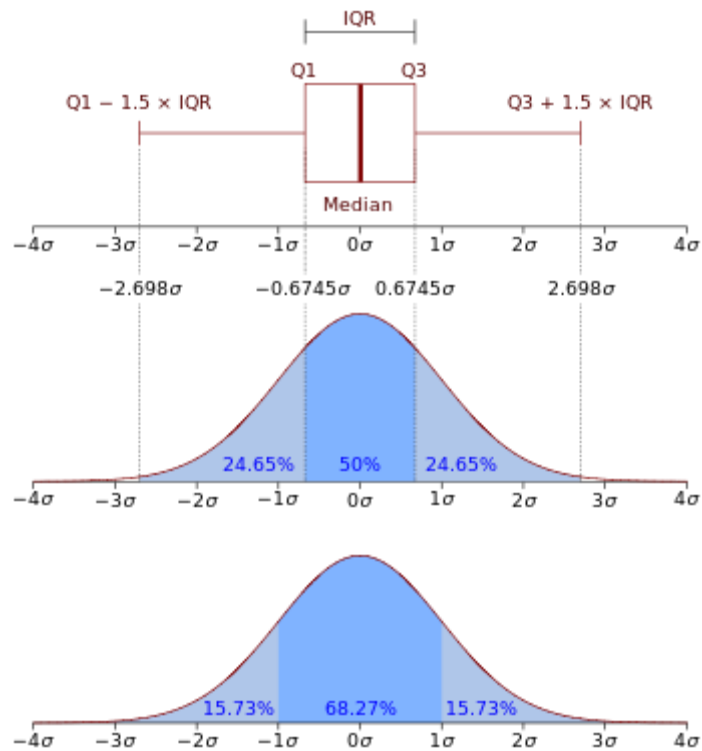 IQR
Q1 Q3
Q1 − 1.5 × IQR Q3 + 1.5 × IQR
Median
−4σ −3σ −2σ −1σ 0σ 1σ 2σ 3σ 4σ
−2.698σ −0.6745σ 0.6745σ 2.698σ
24.65% 50% 24.65%
−4σ −3σ −2σ −1σ 0σ 1σ 2σ 3σ 4σ
15.73% 68.27% 15.73%
−4σ −3σ −2σ −1σ 0σ 1σ 2σ 3σ 4σ